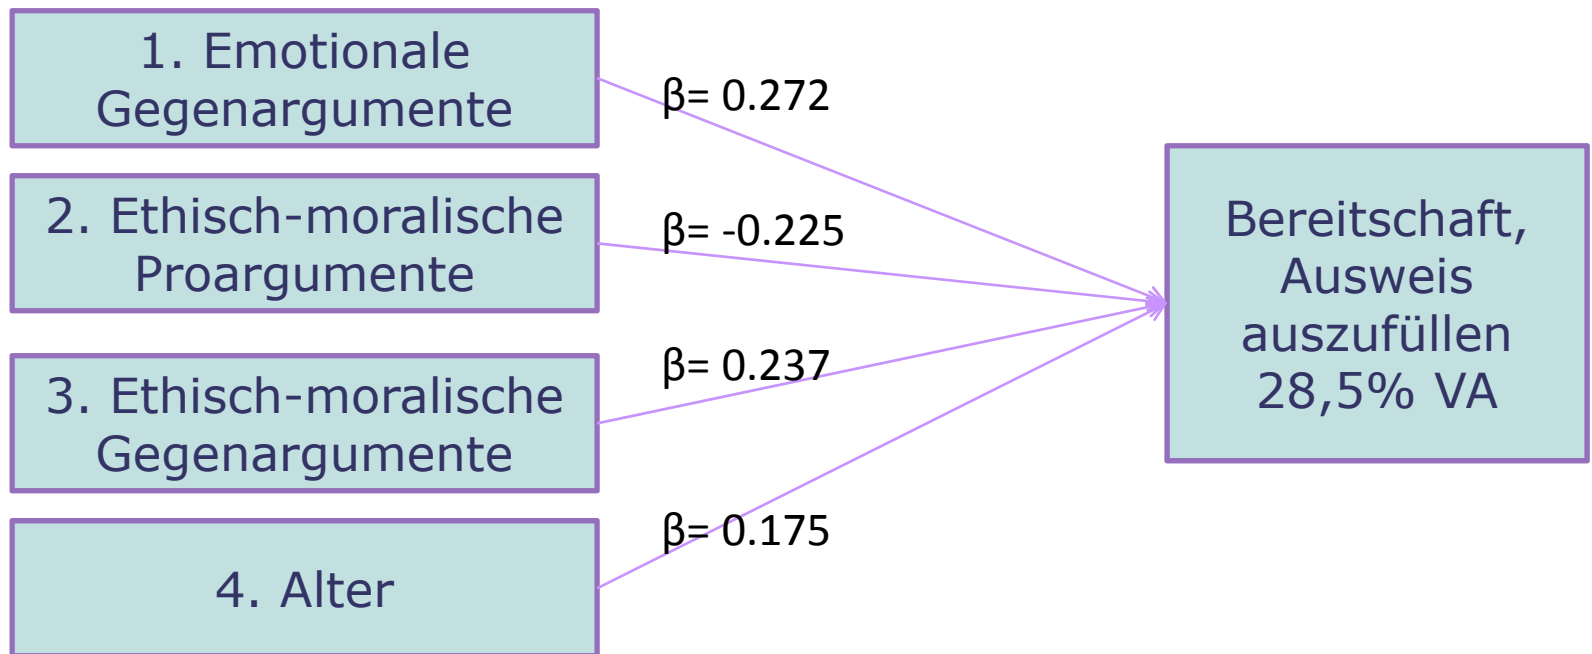 1. Emotionale
Gegenargumente
β= 0.272
2. Ethisch-moralische
Proargumente
β= -0.225
3. Ethisch-moralische
Gegenargumente
β= 0.237
4. Alter
β= 0.175
Bereitschaft,
Ausweis
auszufüllen
28,5% VA